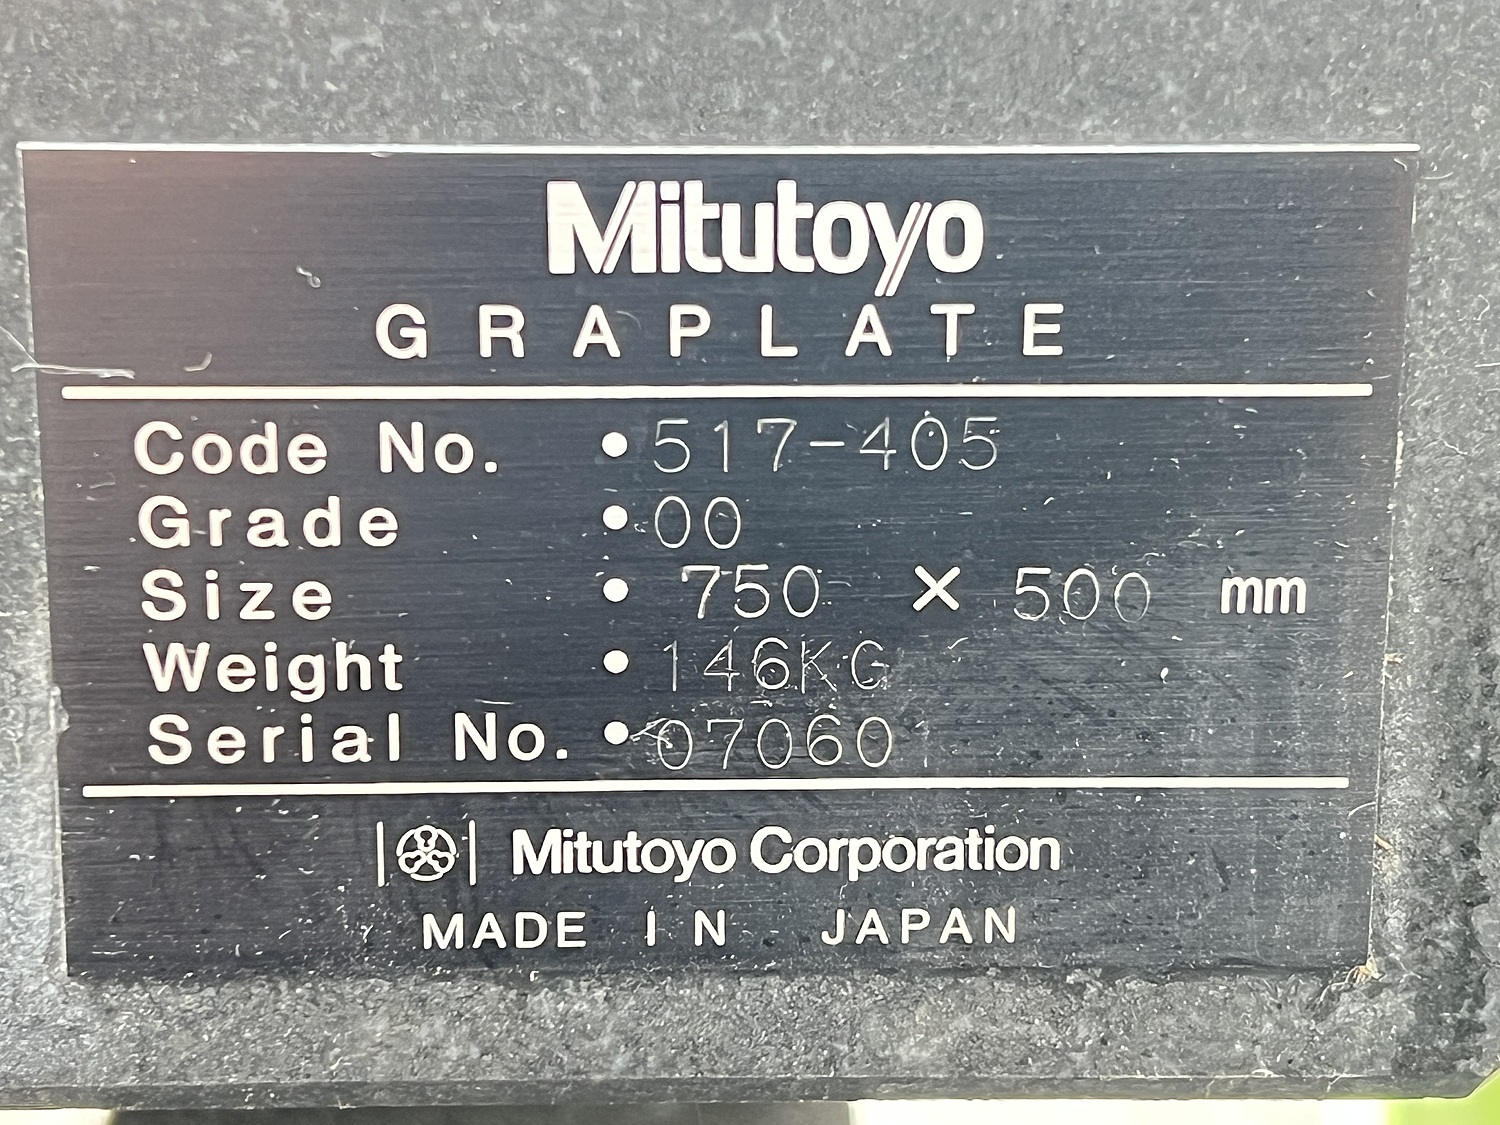 Mitutoyo
GRAPLATE
Code No. • 517-405
Grade • 00
Size • 750 × 500 mm
Weight • 146KG
Serial No. • 07060
Mitutoyo Corporation
MADE IN JAPAN